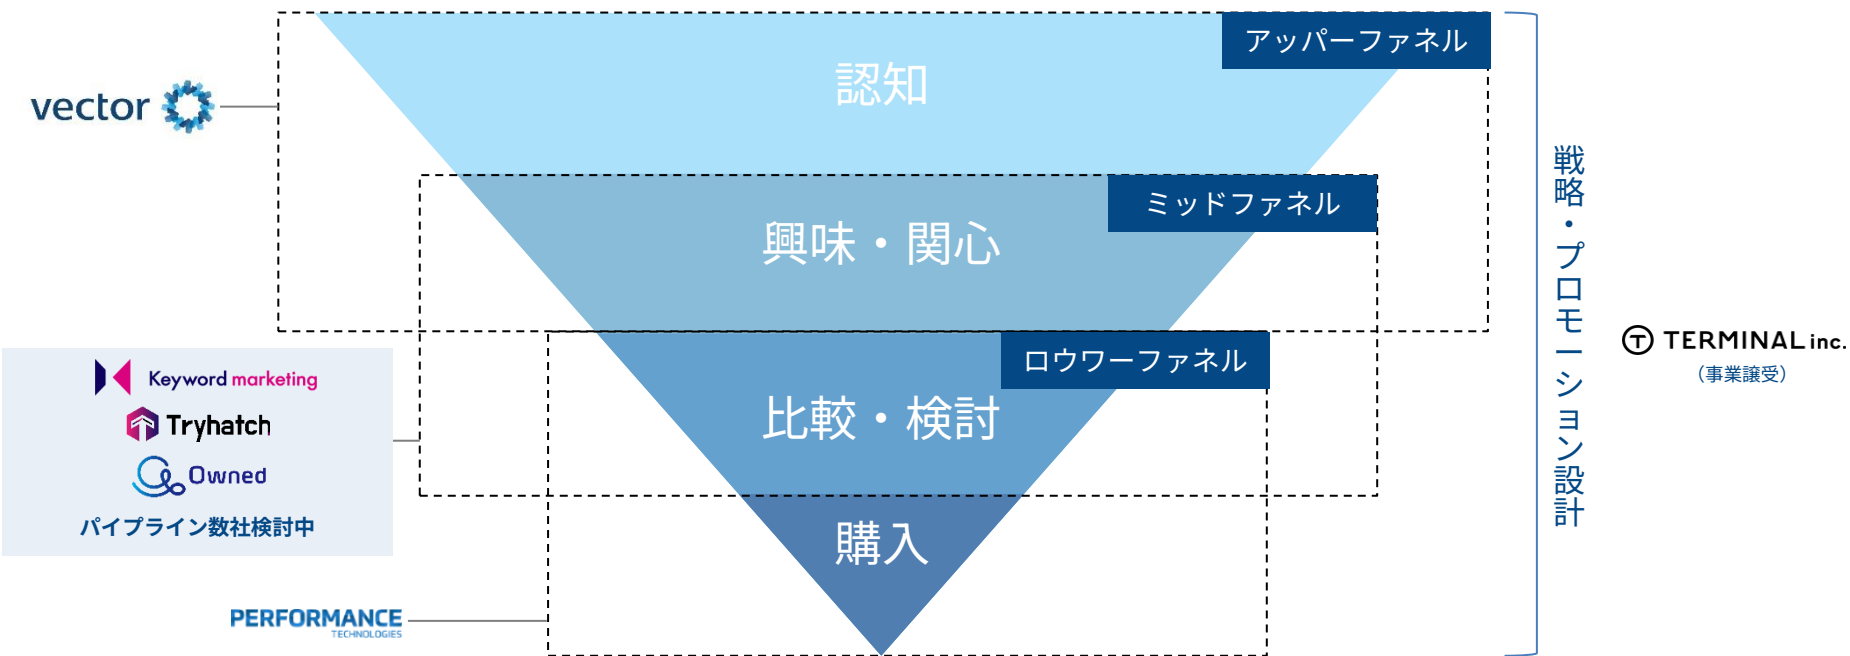 アッパーファネル
認知
vector
ミッドファネル
興味・関心
ロウワーファネル
比較・検討
Keyword marketing
Tryhatch
Owned
パイプライン数社検討中
購入
PERFORMANCE
TECHNOLOGIES
戦略・プロモーション設計
TERMINAL inc.
（事業譲受）